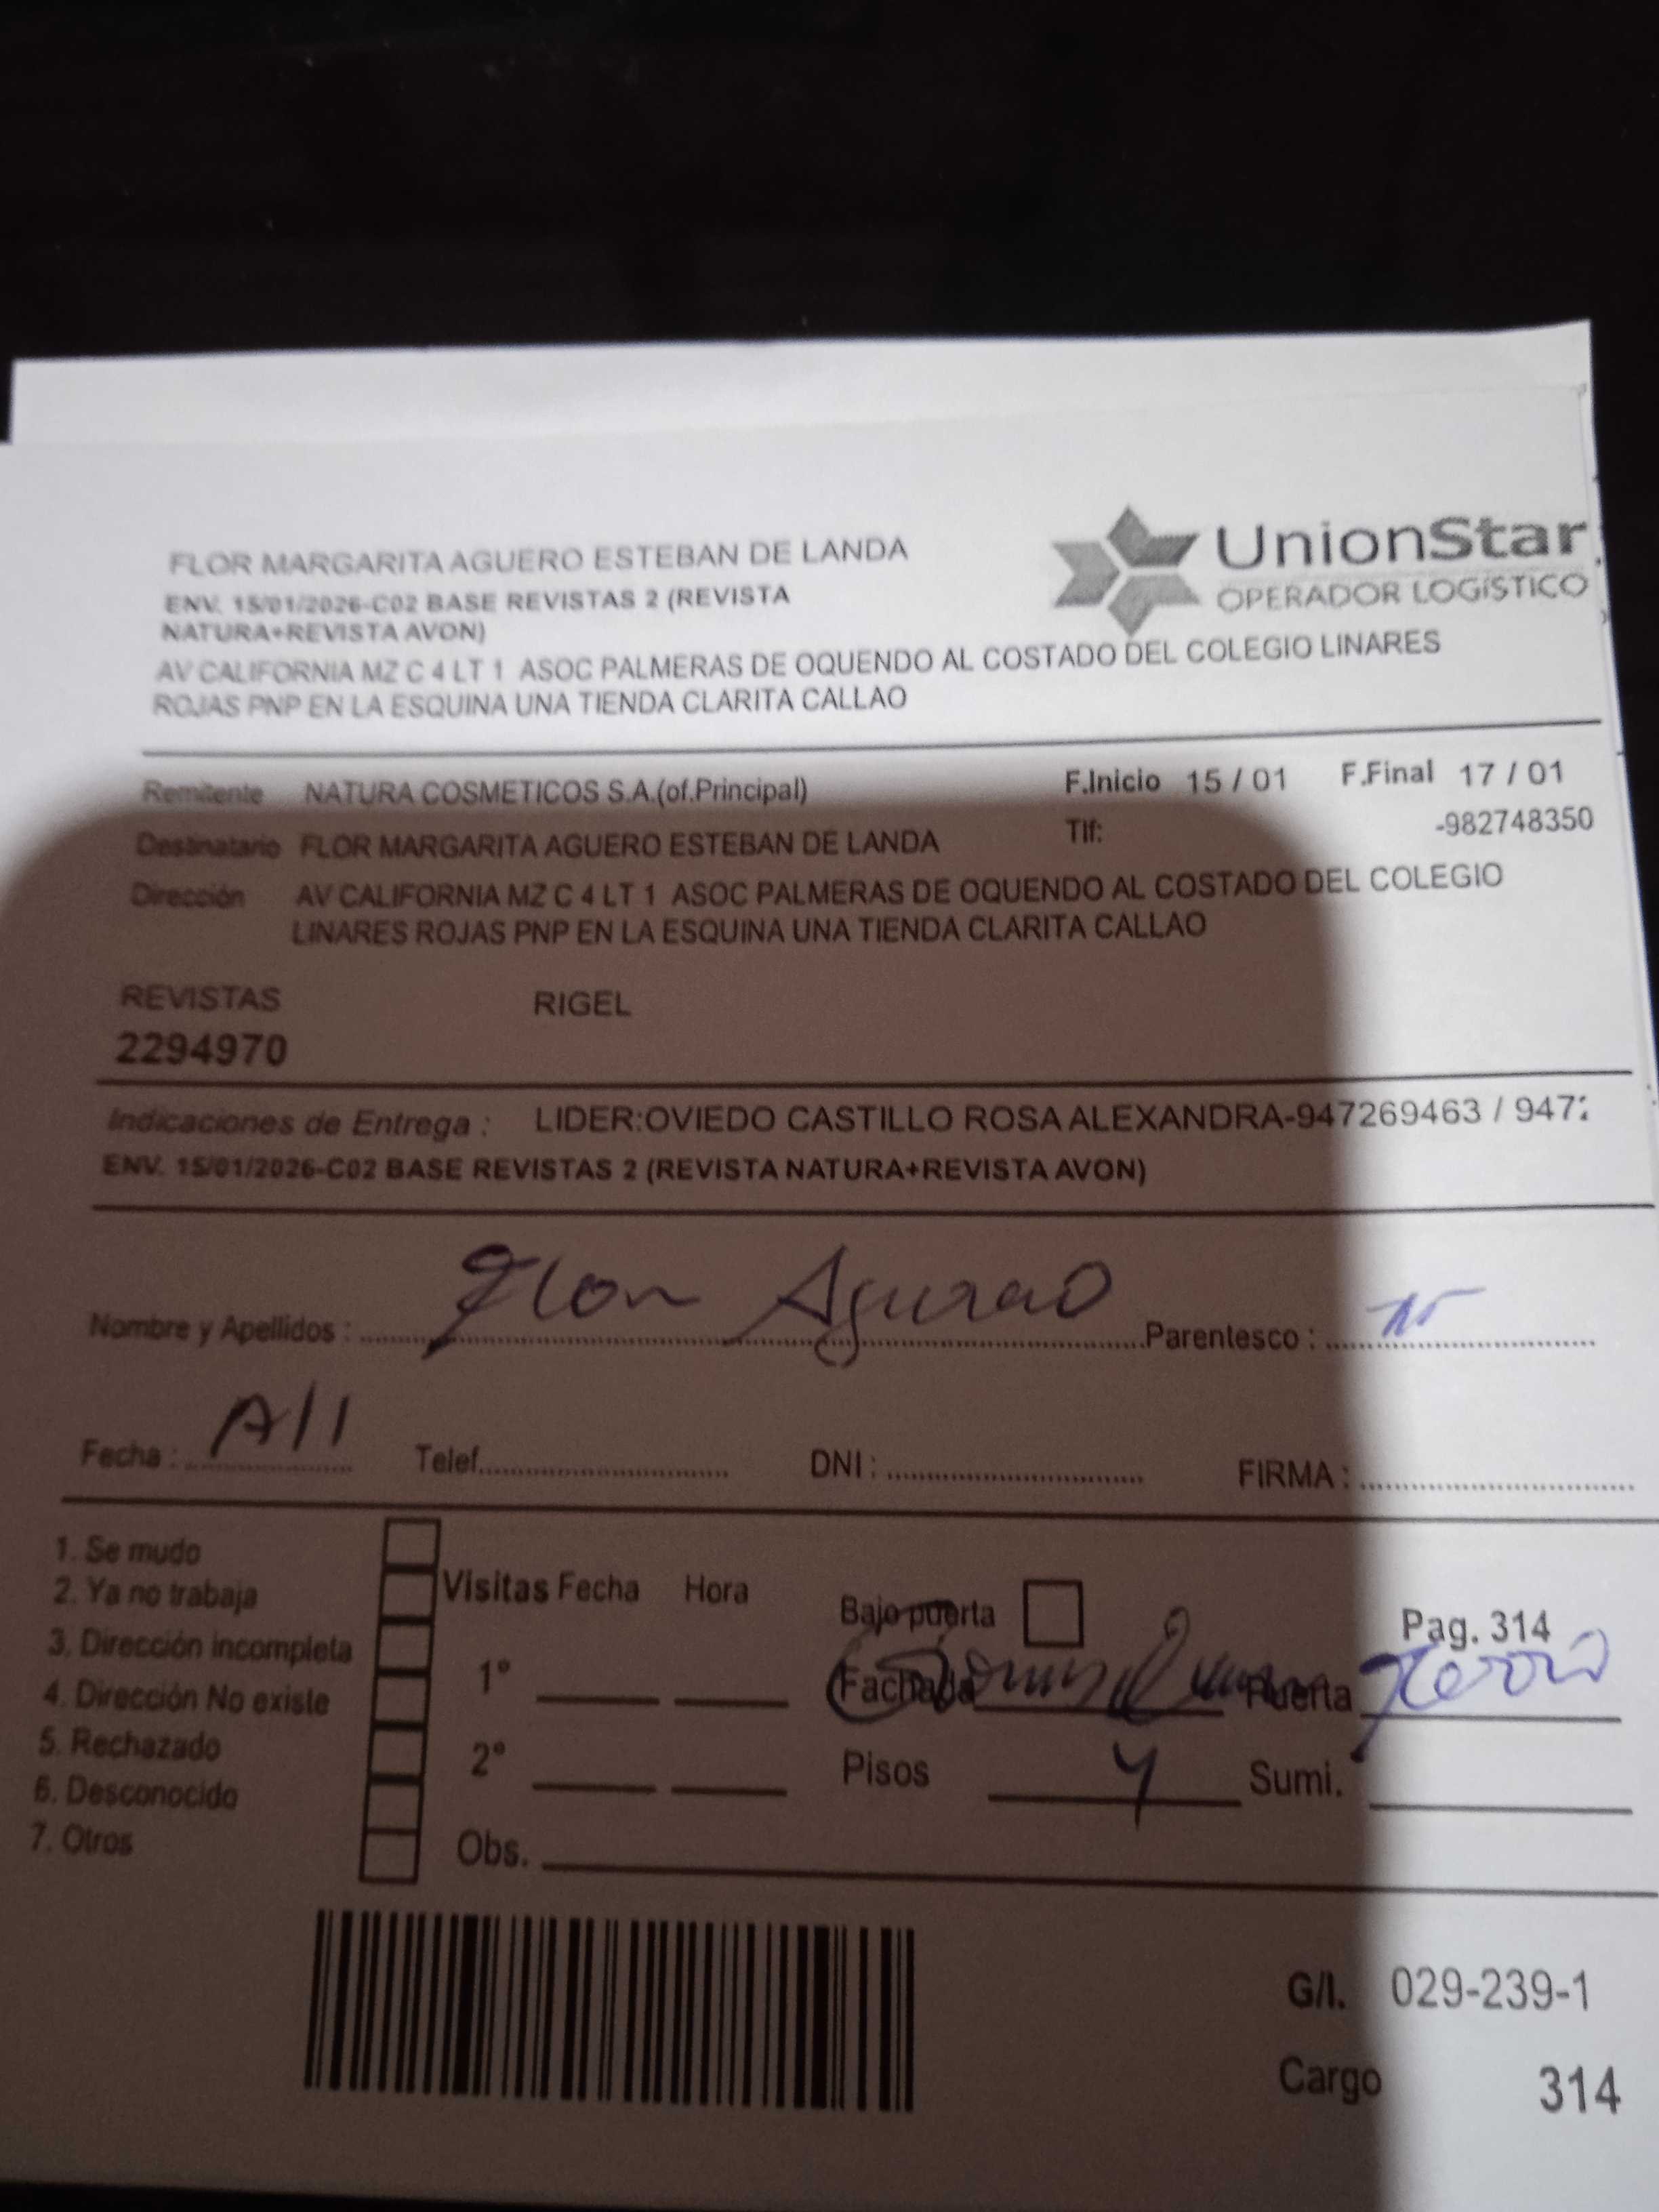 FLOR MARGARITA AGUERO ESTEBAN DE LANDA
UnionStar
OPERADOR LOGÍSTICO
ENV. 15/01/2026-C02 BASE REVISTAS 2 (REVISTA
NATURA+REVISTA AVON)
AV CALIFORNIA MZ C 4 LT 1 ASOC PALMERAS DE OQUENDO AL COSTADO DEL COLEGIO LINARES
ROJAS PNP EN LA ESQUINA UNA TIENDA CLARITA CALLAO
Remitente NATURA COSMETICOS S.A.(of.Principal) F.Inicio 15 / 01 F.Final 17 / 01
Destinatario FLOR MARGARITA AGUERO ESTEBAN DE LANDA Tlf: -982748350
Dirección AV CALIFORNIA MZ C 4 LT 1 ASOC PALMERAS DE OQUENDO AL COSTADO DEL COLEGIO
LINARES ROJAS PNP EN LA ESQUINA UNA TIENDA CLARITA CALLAO
REVISTAS RIGEL
2294970
Indicaciones de Entrega : LIDER:OVIEDO CASTILLO ROSA ALEXANDRA-947269463 / 947
ENV. 15/01/2026-C02 BASE REVISTAS 2 (REVISTA NATURA+REVISTA AVON)
Nombre y Apellidos : Flor Parentesco :
Fecha : Telef. DNI : FIRMA :
1. Se mudo
2. Ya no trabaja
3. Dirección incompleta
4. Dirección No existe
5. Rechazado
6. Desconocido
7. Otros
Visitas Fecha Hora
1°
2°
Obs.
Bajo puerta Pag. 314
Fachada Puerta
Pisos 4 Sumi.
G/I. 029-239-1
Cargo 314